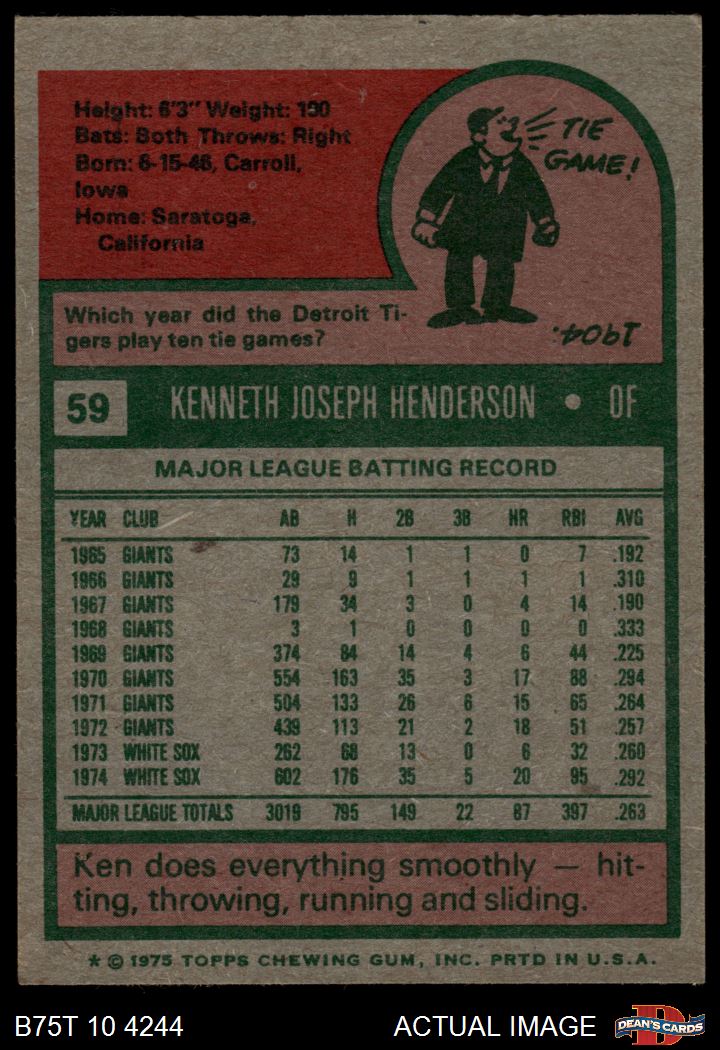 Height: 6'3" Weight: 190
Bats: Both Throws: Right
Born: 6-15-46, Carroll,
Iowa
Home: Saratoga,
California
TIE
GAME!
Which year did the Detroit Ti-
gers play ten tie games?
1904.
59 KENNETH JOSEPH HENDERSON • OF
MAJOR LEAGUE BATTING RECORD
YEAR CLUB AB H 2B 3B HR RBI AVG
1965 GIANTS 73 14 1 1 0 7 .192
1966 GIANTS 29 9 1 1 1 1 .310
1967 GIANTS 179 34 3 0 4 14 .190
1968 GIANTS 3 1 0 0 0 0 .333
1969 GIANTS 374 84 14 4 6 44 .225
1970 GIANTS 554 163 35 3 17 88 .294
1971 GIANTS 504 133 26 6 15 65 .264
1972 GIANTS 439 113 21 2 18 51 .257
1973 WHITE SOX 262 68 13 0 6 32 .260
1974 WHITE SOX 602 176 35 5 20 95 .292
MAJOR LEAGUE TOTALS 3019 795 149 22 87 397 .263
Ken does everything smoothly — hit-
ting, throwing, running and sliding.
* © 1975 TOPPS CHEWING GUM, INC. PRTD IN U.S.A.
B75T 10 4244 ACTUAL IMAGE DEAN'S CARDS